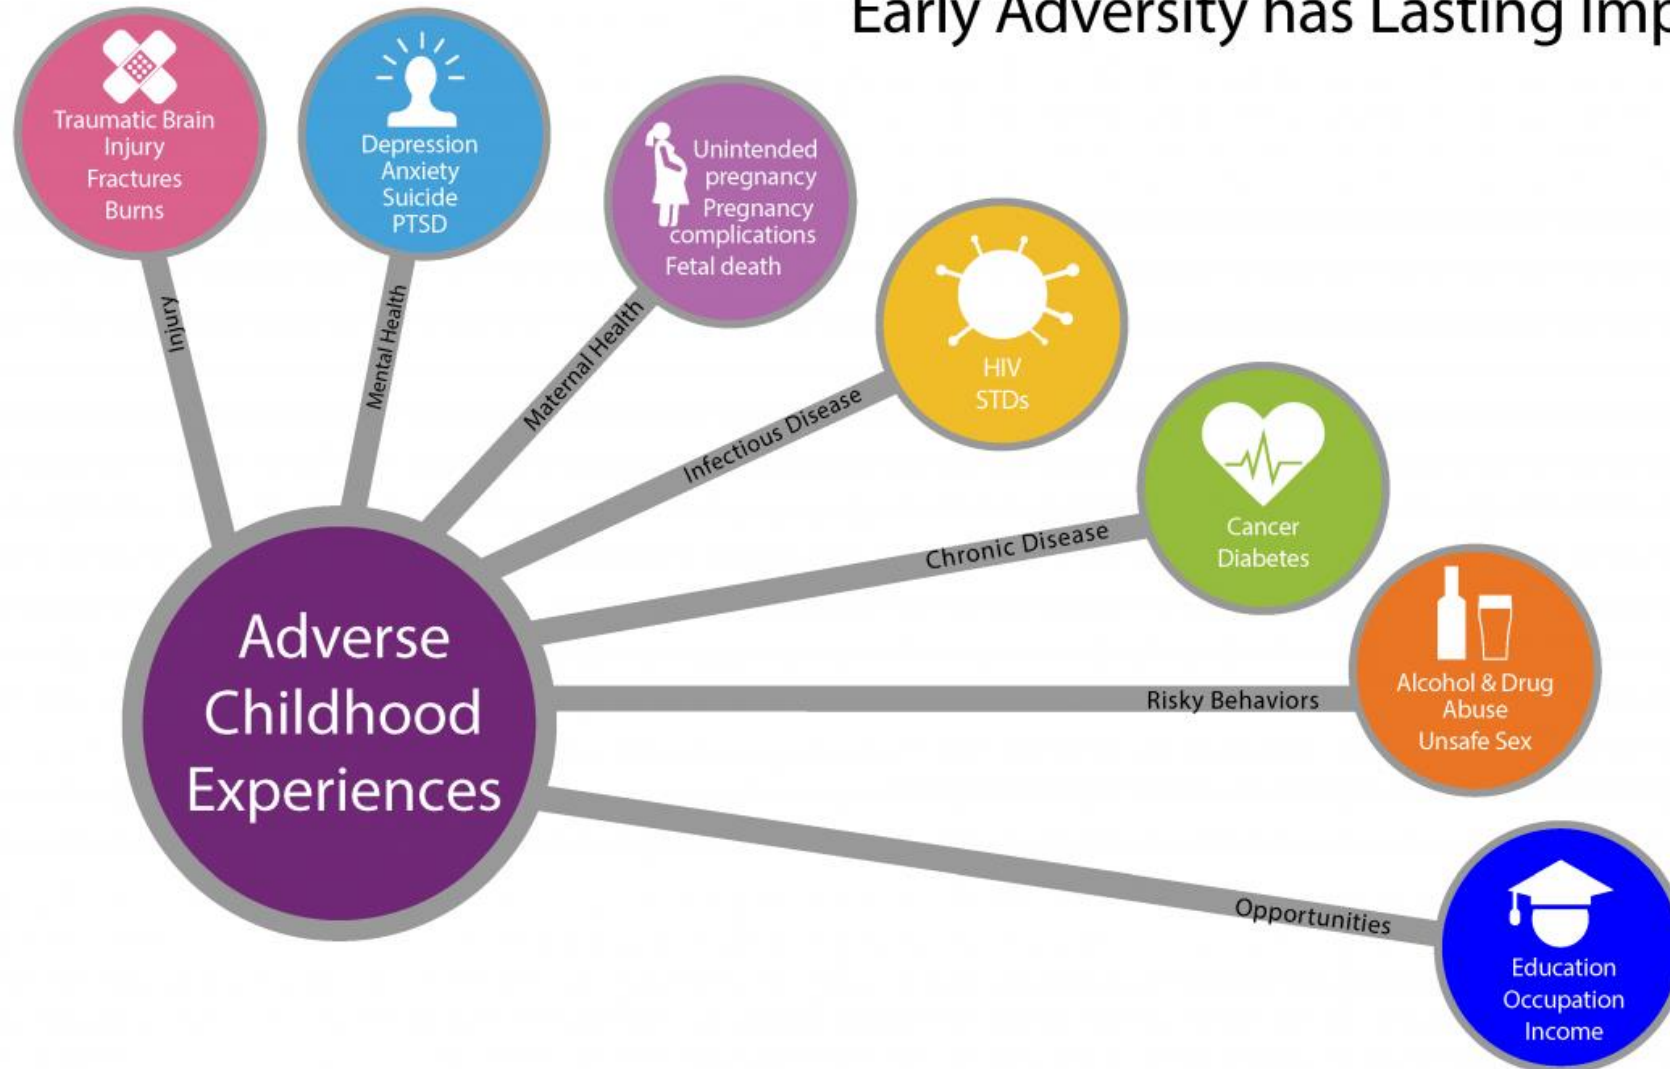 Early Adversity has Lasting
Traumatic Brain
Injury
Fractures
Burns
Depression
Anxiety
Suicide
PTSD
Unintended
pregnancy
Pregnancy
complications
Fetal death
HIV
STDs
Cancer
Diabetes
Alcohol & Drug
Abuse
Unsafe Sex
Education
Occupation
Income
Injury
Mental Health
Maternal Health
Infectious Disease
Chronic Disease
Risky Behaviors
Opportunities
Adverse
Childhood
Experiences